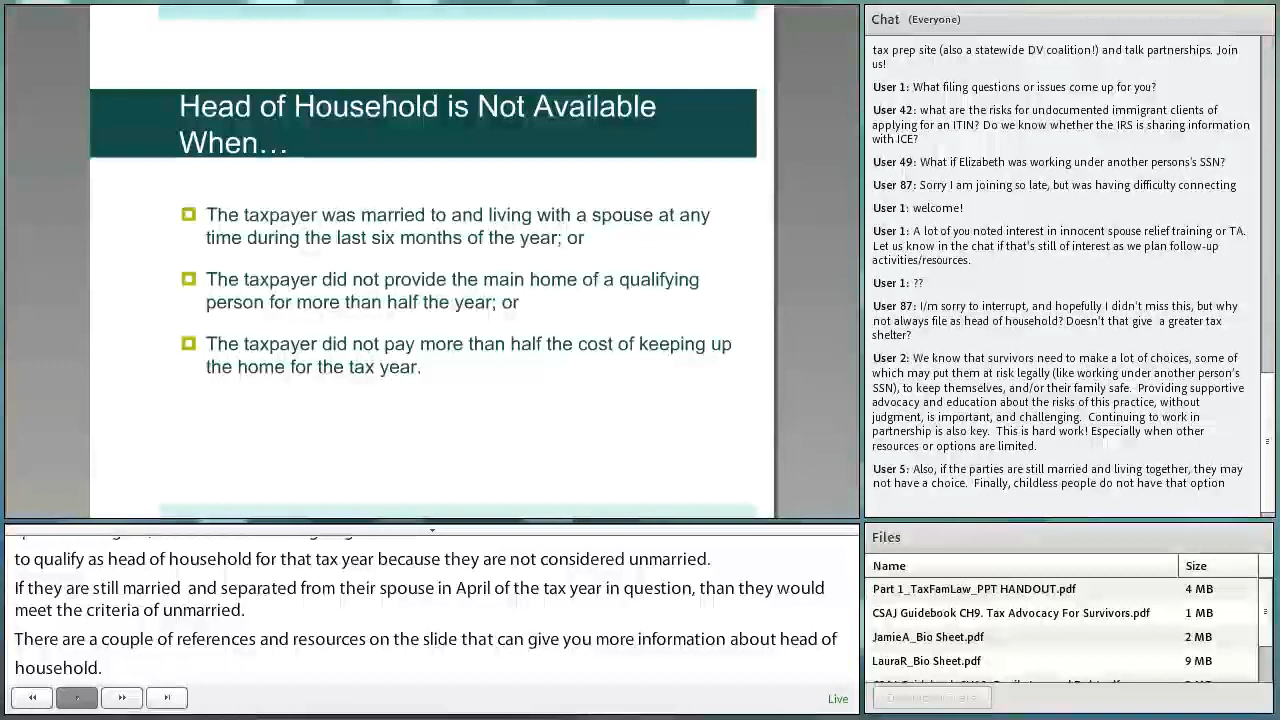 Head of Household is Not Available
When…
The taxpayer was married to and living with a spouse at any
time during the last six months of the year; or
The taxpayer did not provide the main home of a qualifying
person for more than half the year; or
The taxpayer did not pay more than half the cost of keeping up
the home for the tax year.
to qualify as head of household for that tax year because they are not considered unmarried.
If they are still married and separated from their spouse in April of the tax year in question, than they would
meet the criteria of unmarried.
There are a couple of references and resources on the slide that can give you more information about head of
household.
Live
Chat (Everyone)
tax prep site (also a statewide DV coalition!) and talk partnerships. Join
us!
User 1: What filing questions or issues come up for you?
User 42: what are the risks for undocumented immigrant clients of
applying for an ITIN? Do we know whether the IRS is sharing information
with ICE?
User 49: What if Elizabeth was working under another persons's SSN?
User 87: Sorry I am joining so late, but was having difficulty connecting
User 1: welcome!
User 1: A lot of you noted interest in innocent spouse relief training or TA.
Let us know in the chat if that's still of interest as we plan follow-up
activities/resources.
User 1: ??
User 87: I/m sorry to interrupt, and hopefully I didn't miss this, but why
not always file as head of household? Doesn't that give a greater tax
shelter?
User 2: We know that survivors need to make a lot of choices, some of
which may put them at risk legally (like working under another person's
SSN), to keep themselves, and/or their family safe. Providing supportive
advocacy and education about the risks of this practice, without
judgment, is important, and challenging. Continuing to work in
partnership is also key. This is hard work! Especially when other
resources or options are limited.
User 5: Also, if the parties are still married and living together, they may
not have a choice. Finally, childless people do not have that option
Files
Name Size
Part 1_TaxFamLaw_PPT HANDOUT.pdf 4 MB
CSAJ Guidebook CH9. Tax Advocacy For Survivors.pdf 1 MB
JamieA_Bio Sheet.pdf 2 MB
LauraR_Bio Sheet.pdf 9 MB